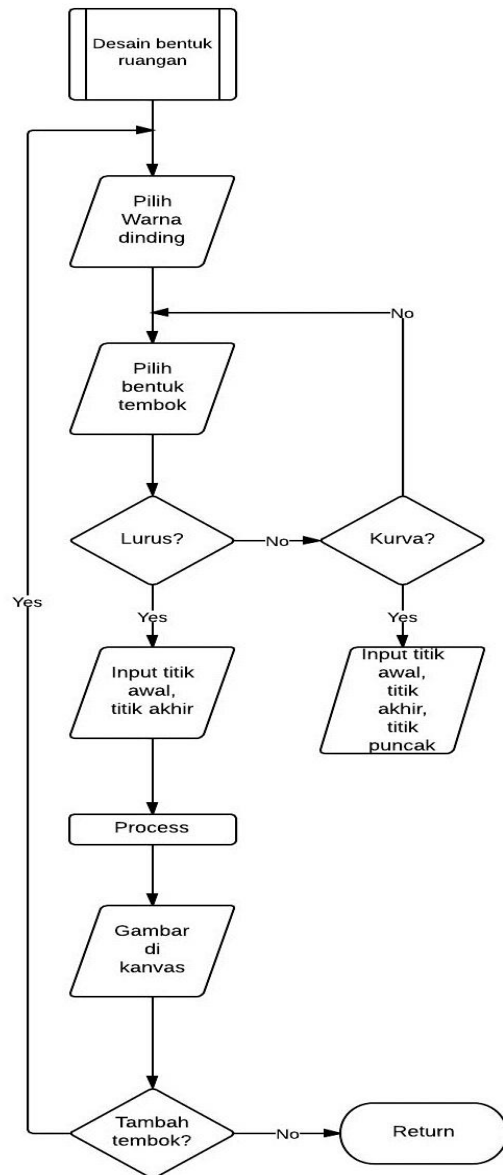 Desain bentuk
ruangan
Pilih
Warna
dinding
No
Pilih
bentuk
tembok
Lurus?
No
Kurva?
Yes
Yes
Yes
Input titik
awal,
titik akhir
Input titik
awal,
titik
akhir,
titik
puncak
Process
Gambar
di
kanvas
Tambah
tembok?
No
Return